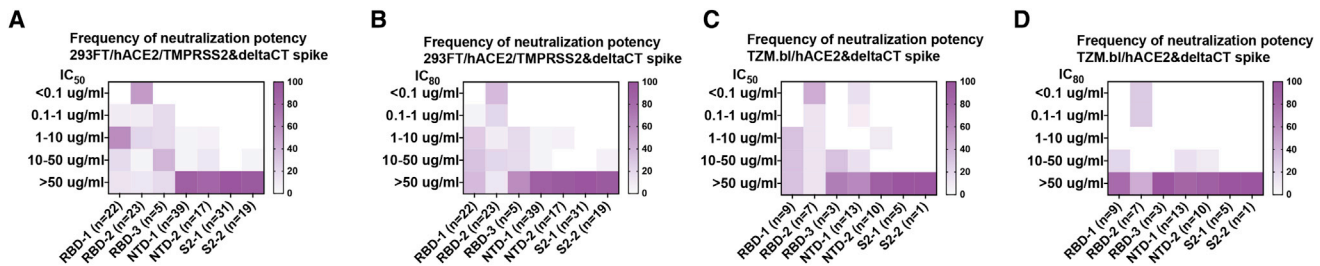 A
Frequency of neutralization potency
293FT/hACE2/TMPRSS2&deltaCT spike
IC50
<0.1 ug/ml
0.1-1 ug/ml
1-10 ug/ml
10-50 ug/ml
>50 ug/ml
100
80
60
40
20
0
RBD-1 (n=22)
RBD-2 (n=23)
RBD-3 (n=5)
NTD-1 (n=39)
NTD-2 (n=17)
S2-1 (n=31)
S2-2 (n=19)
B
Frequency of neutralization potency
293FT/hACE2/TMPRSS2&deltaCT spike
IC80
<0.1 ug/ml
0.1-1 ug/ml
1-10 ug/ml
10-50 ug/ml
>50 ug/ml
100
80
60
40
20
0
RBD-1 (n=22)
RBD-2 (n=23)
RBD-3 (n=5)
NTD-1 (n=39)
NTD-2 (n=17)
S2-1 (n=31)
S2-2 (n=19)
C
Frequency of neutralization potency
TZM.bl/hACE2&deltaCT spike
IC50
<0.1 ug/ml
0.1-1 ug/ml
1-10 ug/ml
10-50 ug/ml
>50 ug/ml
100
80
60
40
20
0
RBD-1 (n=9)
RBD-2 (n=7)
RBD-3 (n=3)
NTD-1 (n=13)
NTD-2 (n=10)
S2-1 (n=5)
S2-2 (n=1)
D
Frequency of neutralization potency
TZM.bl/hACE2&deltaCT spike
IC80
<0.1 ug/ml
0.1-1 ug/ml
1-10 ug/ml
10-50 ug/ml
>50 ug/ml
100
80
60
40
20
0
RBD-1 (n=9)
RBD-2 (n=7)
RBD-3 (n=3)
NTD-1 (n=13)
NTD-2 (n=10)
S2-1 (n=5)
S2-2 (n=1)